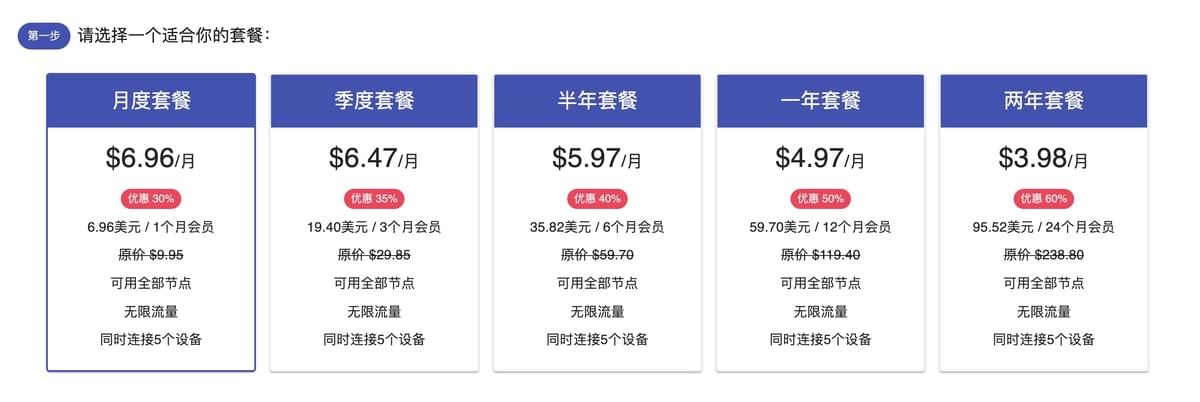 第一步 请选择一个适合你的套餐：
月度套餐
$6.96/月
优惠 30%
6.96美元 / 1个月会员
原价 $9.95
可用全部节点
无限流量
同时连接5个设备
季度套餐
$6.47/月
优惠 35%
19.40美元 / 3个月会员
原价 $29.85
可用全部节点
无限流量
同时连接5个设备
半年套餐
$5.97/月
优惠 40%
35.82美元 / 6个月会员
原价 $59.70
可用全部节点
无限流量
同时连接5个设备
一年套餐
$4.97/月
优惠 50%
59.70美元 / 12个月会员
原价 $119.40
可用全部节点
无限流量
同时连接5个设备
两年套餐
$3.98/月
优惠 60%
95.52美元 / 24个月会员
原价 $238.80
可用全部节点
无限流量
同时连接5个设备